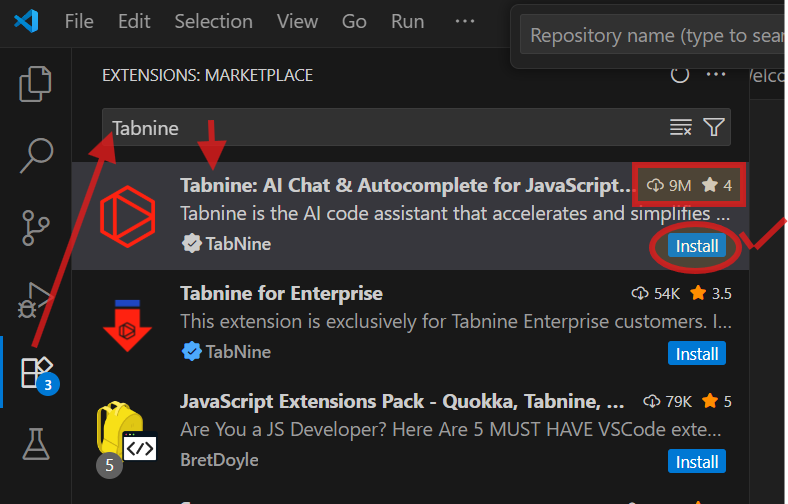 File Edit Selection View Go Run ...
Repository name (type to sear
EXTENSIONS: MARKETPLACE
...
elco
Tabnine
Tabnine: AI Chat & Autocomplete for JavaScript... 9M 4
Tabnine is the AI code assistant that accelerates and simplifies ...
TabNine
Install
Tabnine for Enterprise 54K 3.5
This extension is exclusively for Tabnine Enterprise customers. I...
TabNine
Install
3
JavaScript Extensions Pack - Quokka, Tabnine, ... 79K 5
Are You a JS Developer? Here Are 5 MUST HAVE VSCode exte...
5
BretDoyle
Install